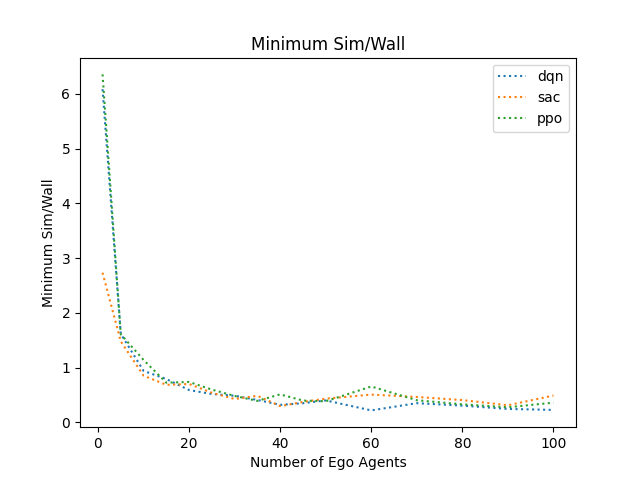 Minimum Sim/Wall
dqn
sac
ppo
Minimum Sim/Wall
6
5
4
3
2
1
0
0 20 40 60 80 100
Number of Ego Agents